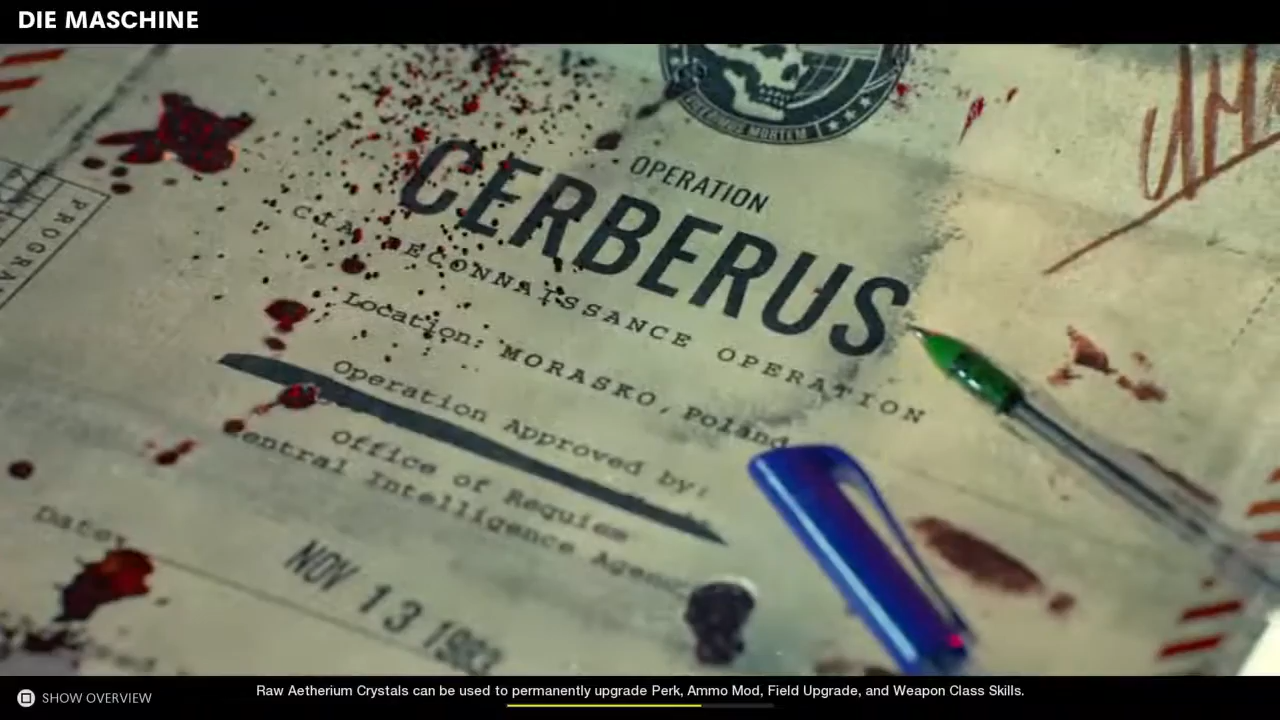 DIE MASCHINE
OPERATION
CERBERUS
CIA RECONNAISSANCE OPERATION
Location: MORASKO, Poland
Operation Approved by:
Office of Requiem
Central Intelligence Agency
Date:
NOV 13 1983
PROGRA
SHOW OVERVIEW
Raw Aetherium Crystals can be used to permanently upgrade Perk, Ammo Mod, Field Upgrade, and Weapon Class Skills.